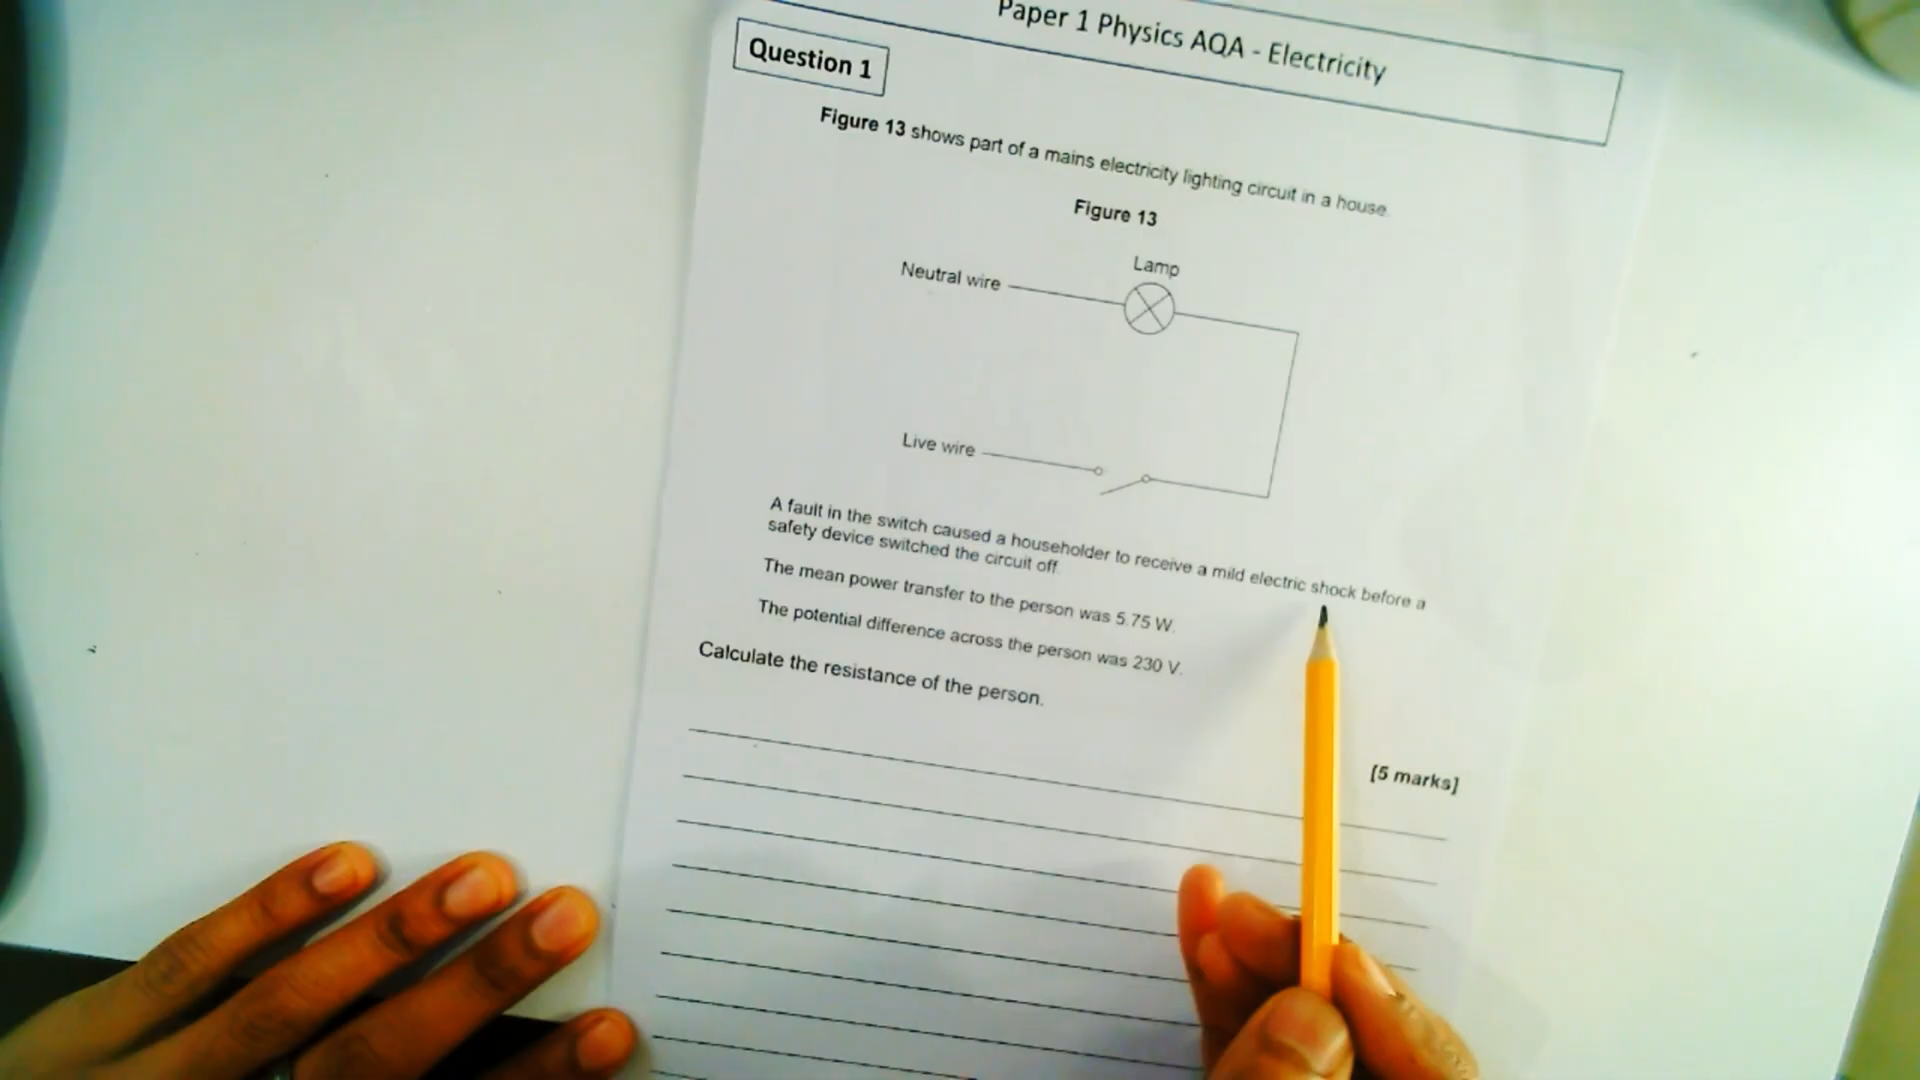 Paper 1 Physics AQA - Electricity
Question 1
Figure 13 shows part of a mains electricity lighting circuit in a house.
Figure 13
Lamp
Neutral wire
Live wire
A fault in the switch caused a householder to receive a mild electric shock before a
safety device switched the circuit off.
The mean power transfer to the person was 5.75 W.
The potential difference across the person was 230 V.
Calculate the resistance of the person.
[5 marks]